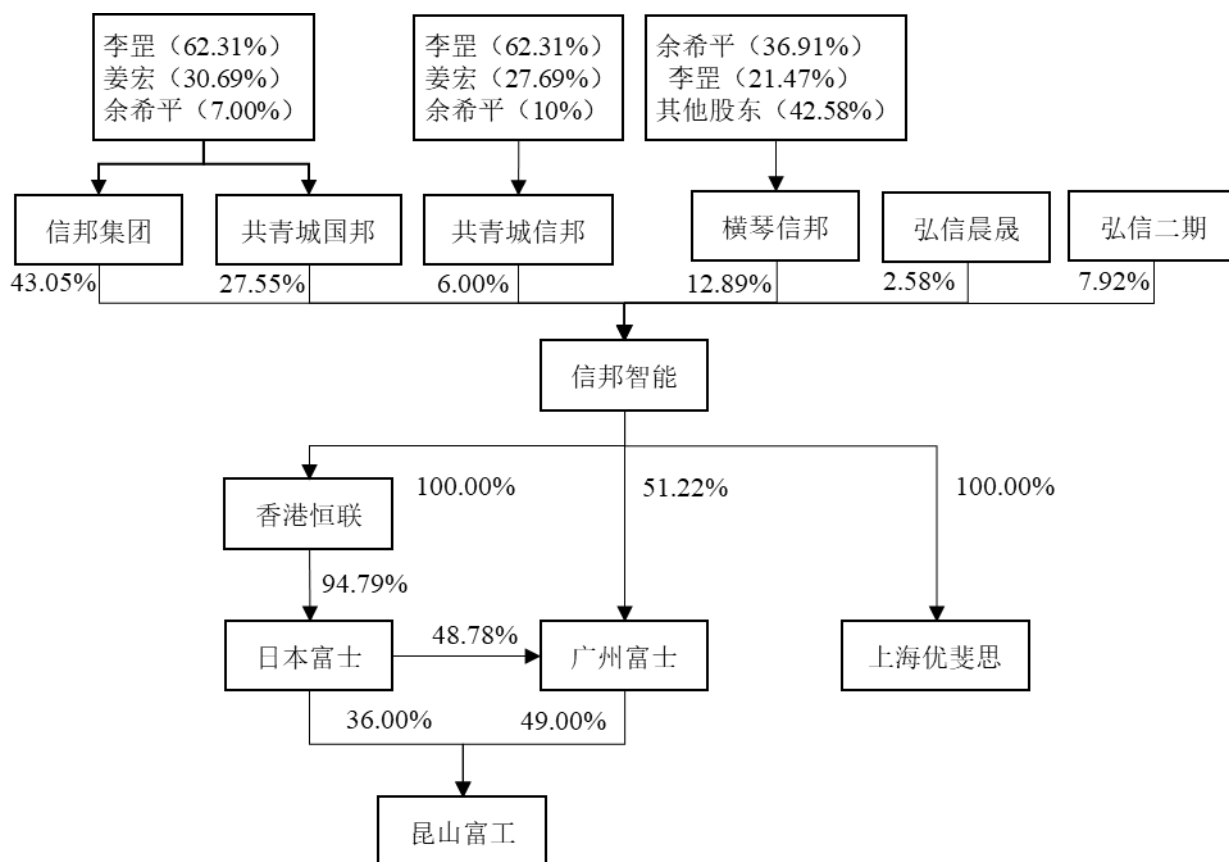 李罡（62.31%）
姜宏（30.69%）
余希平（7.00%）
李罡（62.31%）
姜宏（27.69%）
余希平（10%）
余希平（36.91%）
李罡（21.47%）
其他股东（42.58%）
信邦集团
共青城国邦
共青城信邦
横琴信邦
弘信晨晟
弘信二期
43.05%
27.55%
6.00%
12.89%
2.58%
7.92%
信邦智能
100.00%
51.22%
100.00%
香港恒联
94.79%
日本富士
48.78%
广州富士
上海优斐思
36.00%
49.00%
昆山富工